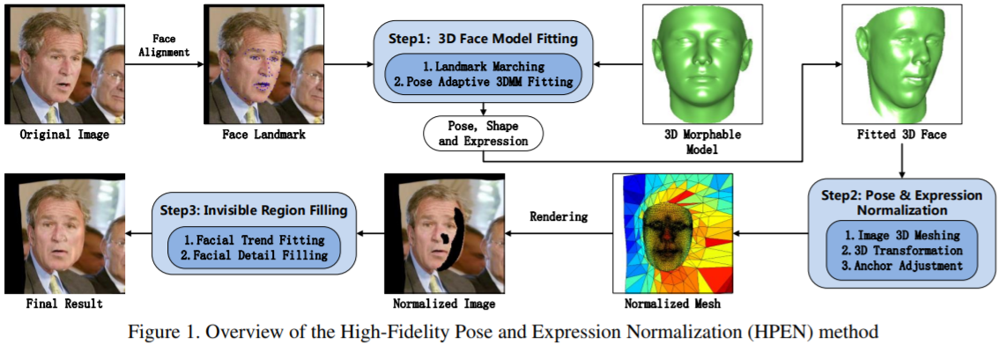 Face
Alignment
Step1: 3D Face Model Fitting
1.Landmark Marching
2.Pose Adaptive 3DMM Fitting
Original Image
Face Landmark
Pose, Shape
and Expression
3D Morphable
Model
Fitted 3D Face
Step2: Pose & Expression
Normalization
1.Image 3D Meshing
2.3D Transformation
3.Anchor Adjustment
Rendering
Step3: Invisible Region Filling
1.Facial Trend Fitting
2.Facial Detail Filling
Final Result
Normalized Image
Normalized Mesh
Figure 1. Overview of the High-Fidelity Pose and Expression Normalization (HPEN) method